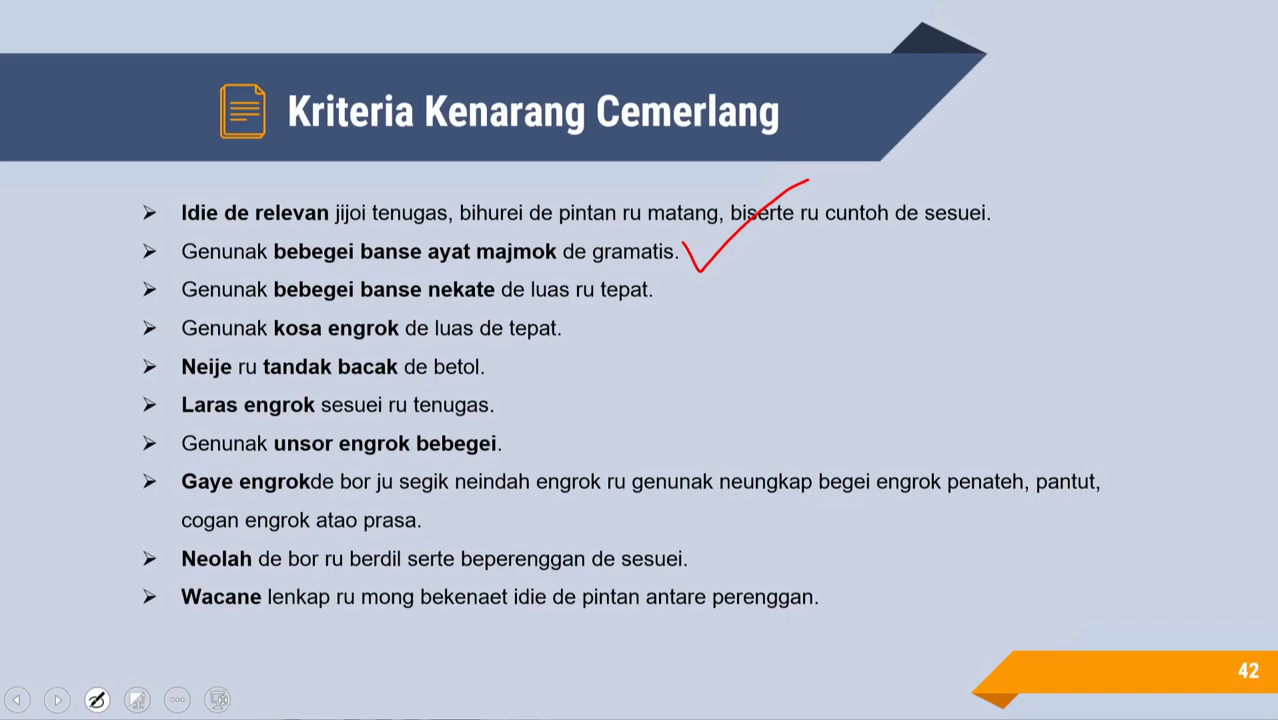 Kriteria Kenarang Cemerlang
Idie de relevan jijoi tenugas, bihurei de pintan ru matang, biserte ru cuntoh de sesuei.
Genunak bebegei banse ayat majmok de gramatis.
Genunak bebegei banse nekate de luas ru tepat.
Genunak kosa engrok de luas de tepat.
Neije ru tandak bacak de betol.
Laras engrok sesuei ru tenugas.
Genunak unsor engrok bebegei.
Gaye engrokde bor ju segik neindah engrok ru genunak neungkap begei engrok penateh, pantut,
cogan engrok atao prasa.
Neolah de bor ru berdil serte beperenggan de sesuei.
Wacane lenkap ru mong bekenaet idie de pintan antare perenggan.
42